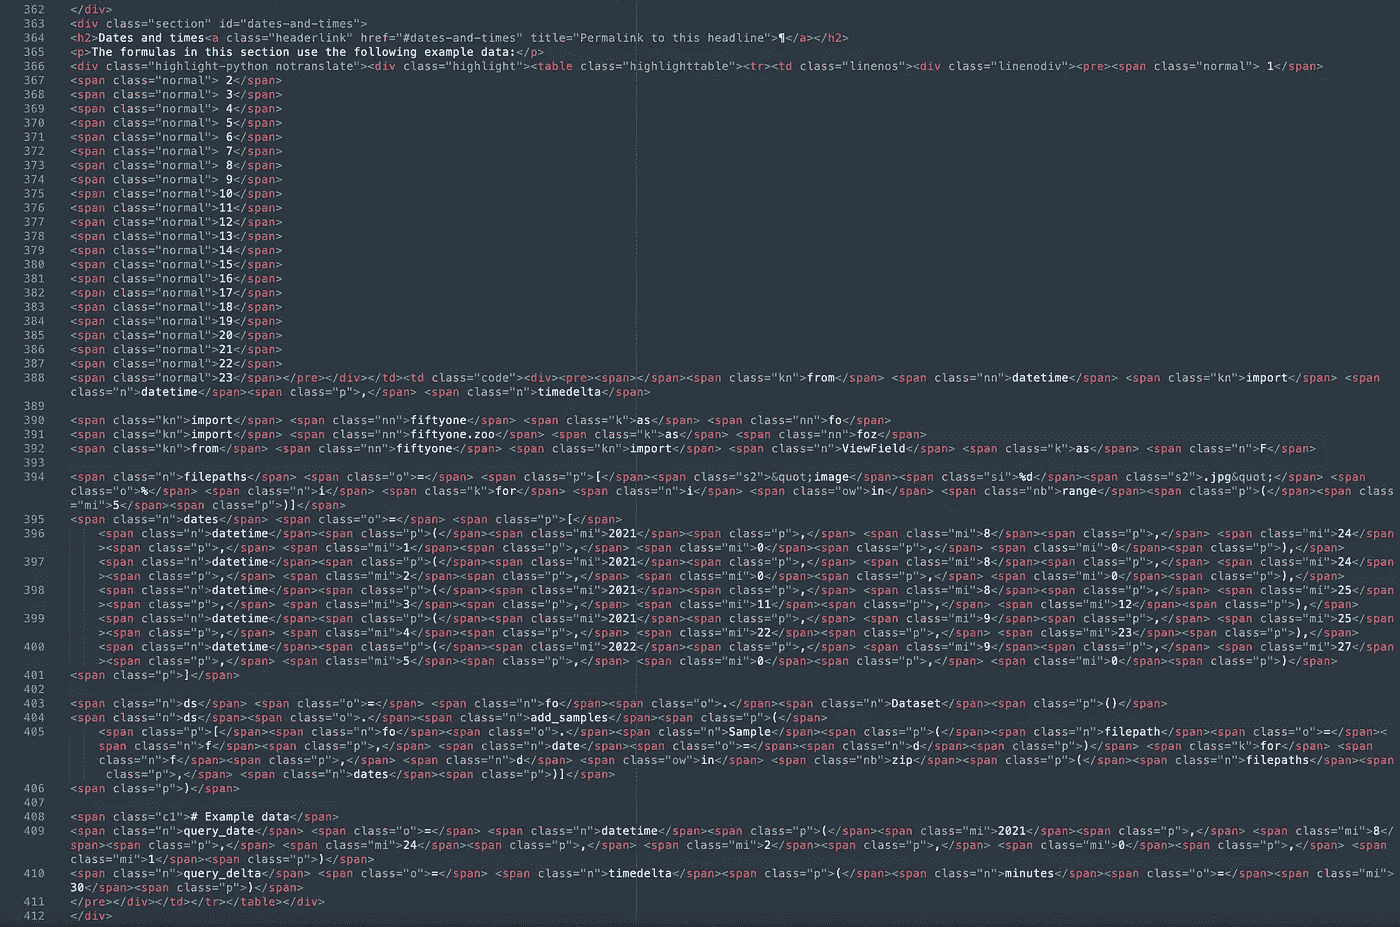 362 </div>
363 <div class="section" id="dates-and-times">
364 <h2>Dates and times<a class="headerlink" href="#dates-and-times" title="Permalink to this headline">¶</a></h2>
365 <p>The formulas in this section use the following example data:</p>
366 <div class="highlight-python notranslate"><div class="highlight"><table class="highlighttable"><tr><td class="linenos"><div class="linenodiv"><pre><span class="normal"> 1</span>
367 <span class="normal"> 2</span>
368 <span class="normal"> 3</span>
369 <span class="normal"> 4</span>
370 <span class="normal"> 5</span>
371 <span class="normal"> 6</span>
372 <span class="normal"> 7</span>
373 <span class="normal"> 8</span>
374 <span class="normal"> 9</span>
375 <span class="normal">10</span>
376 <span class="normal">11</span>
377 <span class="normal">12</span>
378 <span class="normal">13</span>
379 <span class="normal">14</span>
380 <span class="normal">15</span>
381 <span class="normal">16</span>
382 <span class="normal">17</span>
383 <span class="normal">18</span>
384 <span class="normal">19</span>
385 <span class="normal">20</span>
386 <span class="normal">21</span>
387 <span class="normal">22</span>
388 <span class="normal">23</span></pre></div></td><td class="code"><div><pre><span></span><span class="kn">from</span> <span class="nn">datetime</span> <span class="kn">import</span> <span
class="n">datetime</span><span class="p">,</span> <span class="n">timedelta</span>
389
390 <span class="kn">import</span> <span class="nn">fiftyone</span> <span class="k">as</span> <span class="nn">fo</span>
391 <span class="kn">import</span> <span class="nn">fiftyone.zoo</span> <span class="k">as</span> <span class="nn">foz</span>
392 <span class="kn">from</span> <span class="nn">fiftyone</span> <span class="kn">import</span> <span class="n">ViewField</span> <span class="k">as</span> <span class="n">F</span>
393
394 <span class="n">filepaths</span> <span class="o">=</span> <span class="p">[</span><span class="s2">&quot;image</span><span class="si">%d</span><span class="s2">.jpg&quot;</span> <span
class="o">%</span> <span class="n">i</span> <span class="k">for</span> <span class="n">i</span> <span class="ow">in</span> <span class="nb">range</span><span class="p">(</span><span class
="mi">5</span><span class="p">)]</span>
395 <span class="n">dates</span> <span class="o">=</span> <span class="p">[</span>
396 <span class="n">datetime</span><span class="p">(</span><span class="mi">2021</span><span class="p">,</span> <span class="mi">8</span><span class="p">,</span> <span class="mi">24</span
><span class="p">,</span> <span class="mi">1</span><span class="p">,</span> <span class="mi">0</span><span class="p">,</span> <span class="mi">0</span><span class="p">),</span>
397 <span class="n">datetime</span><span class="p">(</span><span class="mi">2021</span><span class="p">,</span> <span class="mi">8</span><span class="p">,</span> <span class="mi">24</span
><span class="p">,</span> <span class="mi">2</span><span class="p">,</span> <span class="mi">0</span><span class="p">,</span> <span class="mi">0</span><span class="p">),</span>
398 <span class="n">datetime</span><span class="p">(</span><span class="mi">2021</span><span class="p">,</span> <span class="mi">8</span><span class="p">,</span> <span class="mi">25</span
><span class="p">,</span> <span class="mi">3</span><span class="p">,</span> <span class="mi">11</span><span class="p">,</span> <span class="mi">12</span><span class="p">),</span>
399 <span class="n">datetime</span><span class="p">(</span><span class="mi">2021</span><span class="p">,</span> <span class="mi">9</span><span class="p">,</span> <span class="mi">25</span
><span class="p">,</span> <span class="mi">4</span><span class="p">,</span> <span class="mi">22</span><span class="p">,</span> <span class="mi">23</span><span class="p">),</span>
400 <span class="n">datetime</span><span class="p">(</span><span class="mi">2022</span><span class="p">,</span> <span class="mi">9</span><span class="p">,</span> <span class="mi">27</span
><span class="p">,</span> <span class="mi">5</span><span class="p">,</span> <span class="mi">0</span><span class="p">,</span> <span class="mi">0</span><span class="p">)</span>
401 <span class="p">]</span>
402
403 <span class="n">ds</span> <span class="o">=</span> <span class="n">fo</span><span class="o">.</span><span class="n">Dataset</span><span class="p">()</span>
404 <span class="n">ds</span><span class="o">.</span><span class="n">add_samples</span><span class="p">(</span>
405 <span class="p">[</span><span class="n">fo</span><span class="o">.</span><span class="n">Sample</span><span class="p">(</span><span class="n">filepath</span><span class="o">=</span><
span class="n">f</span><span class="p">,</span> <span class="n">date</span><span class="o">=</span><span class="n">d</span><span class="p">)</span> <span class="k">for</span> <span
class="n">f</span><span class="p">,</span> <span class="n">d</span> <span class="ow">in</span> <span class="nb">zip</span><span class="p">(</span><span class="n">filepaths</span><span
class="p">,</span> <span class="n">dates</span><span class="p">)]</span>
406 <span class="p">)</span>
407
408 <span class="c1"># Example data</span>
409 <span class="n">query_date</span> <span class="o">=</span> <span class="n">datetime</span><span class="p">(</span><span class="mi">2021</span><span class="p">,</span> <span class="mi">8</
span><span class="p">,</span> <span class="mi">24</span><span class="p">,</span> <span class="mi">2</span><span class="p">,</span> <span class="mi">0</span><span class="p">,</span> <span
class="mi">1</span><span class="p">)</span>
410 <span class="n">query_delta</span> <span class="o">=</span> <span class="n">timedelta</span><span class="p">(</span><span class="n">minutes</span><span class="o">=</span><span class="mi">
30</span><span class="p">)</span>
411 </pre></div></td></tr></table></div>
412 </div>